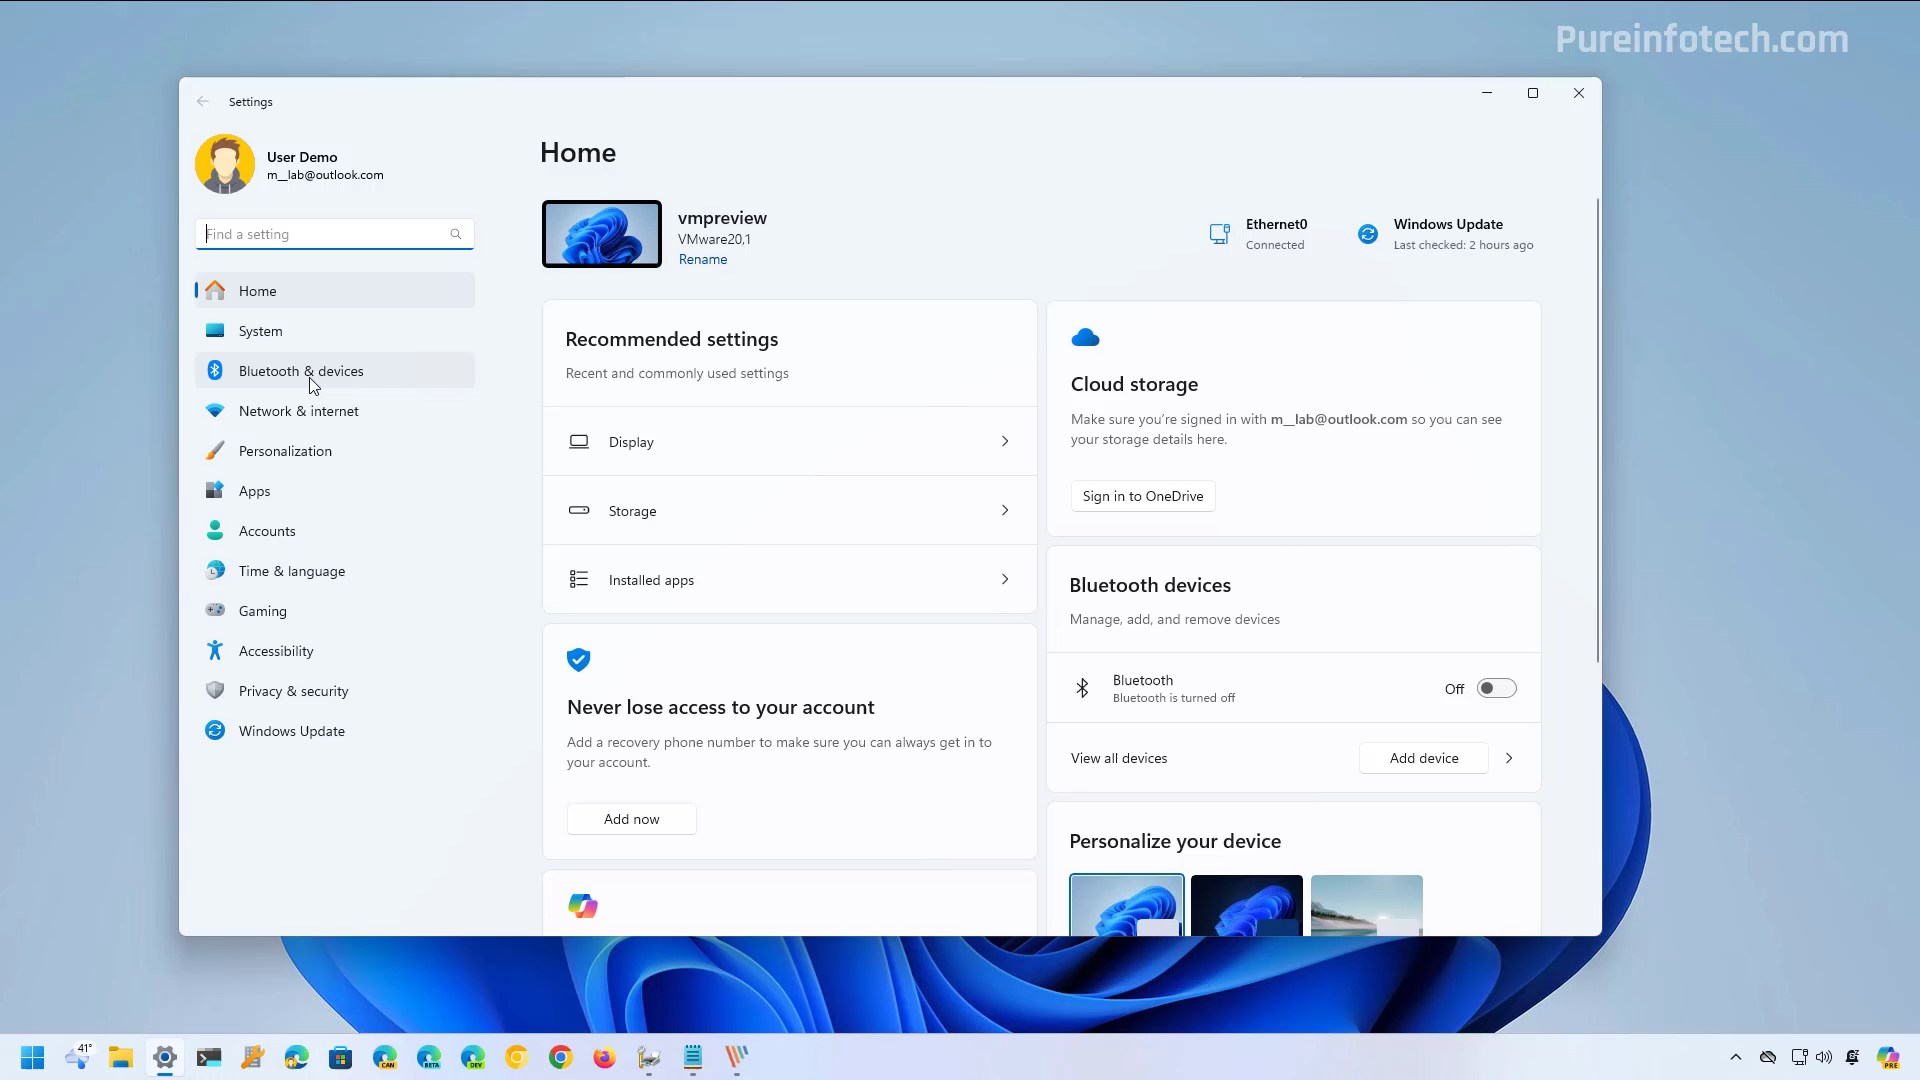 Pureinfotech.com
Settings
User Demo
m__lab@outlook.com
Find a setting
Home
System
Bluetooth & devices
Network & internet
Personalization
Apps
Accounts
Time & language
Gaming
Accessibility
Privacy & security
Windows Update
Home
vmpreview
VMware20,1
Rename
Ethernet0
Connected
Windows Update
Last checked: 2 hours ago
Recommended settings
Recent and commonly used settings
Display
Storage
Installed apps
Never lose access to your account
Add a recovery phone number to make sure you can always get in to
your account.
Add now
Cloud storage
Make sure you're signed in with m__lab@outlook.com so you can see
your storage details here.
Sign in to OneDrive
Bluetooth devices
Manage, add, and remove devices
Bluetooth
Bluetooth is turned off
Off
View all devices
Add device
Personalize your device
41°
CAN
BETA
DEV
PRE